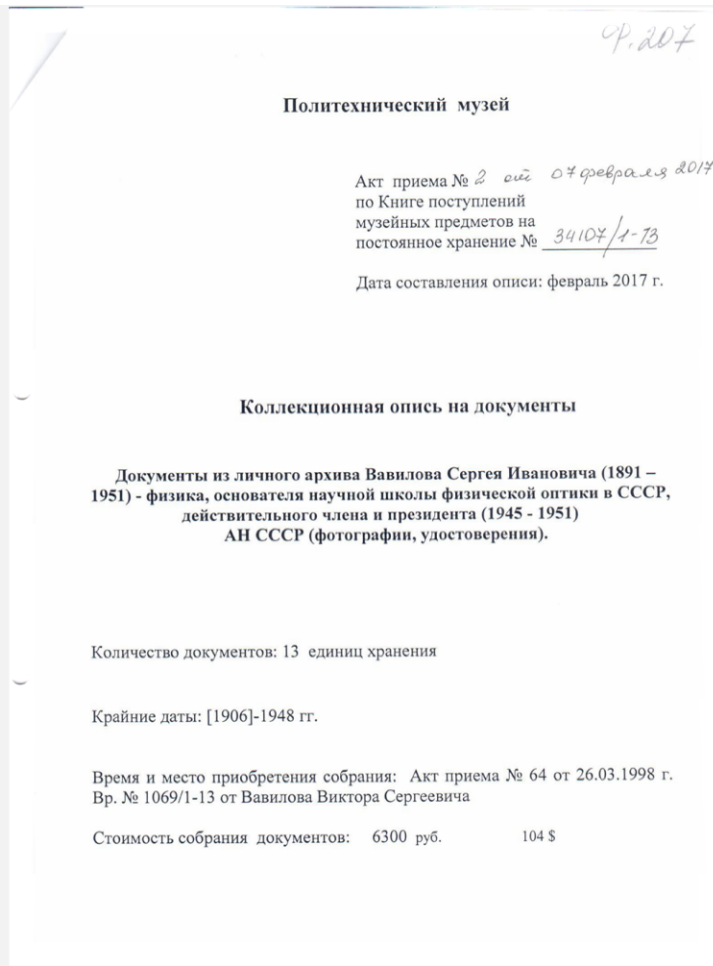 Ф.207
Политехнический музей
Акт приема № 2 от 07 февраля 2017
по Книге поступлений
музейных предметов на
постоянное хранение № 34107/1-13
Дата составления описи: февраль 2017 г.
Коллекционная опись на документы
Документы из личного архива Вавилова Сергея Ивановича (1891 –
1951) - физика, основателя научной школы физической оптики в СССР,
действительного члена и президента (1945 - 1951)
АН СССР (фотографии, удостоверения).
Количество документов: 13 единиц хранения
Крайние даты: [1906]-1948 гг.
Время и место приобретения собрания: Акт приема № 64 от 26.03.1998 г.
Вр. № 1069/1-13 от Вавилова Виктора Сергеевича
Стоимость собрания документов: 6300 руб. 104 $